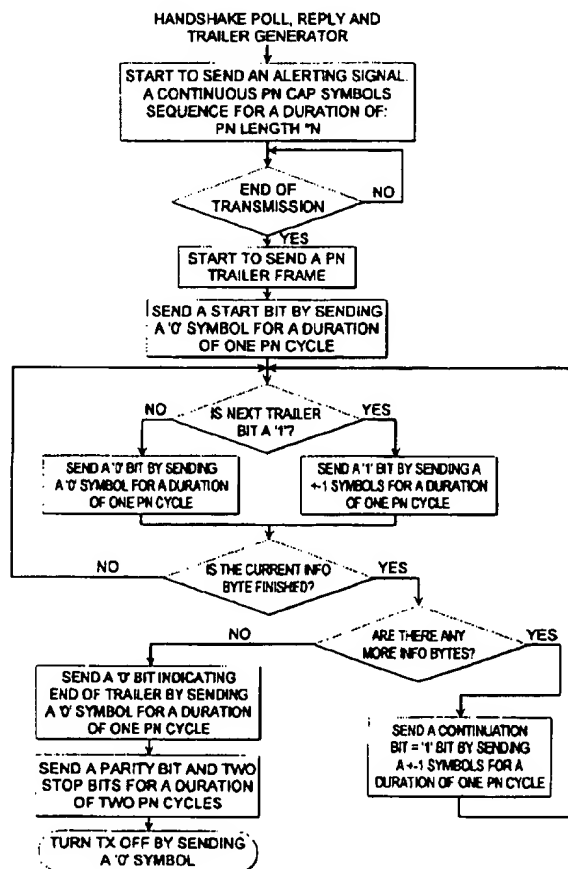 HANDSHAKE POLL, REPLY AND
TRAILER GENERATOR
START TO SEND AN ALERTING SIGNAL.
A CONTINUOUS PN CAP SYMBOLS
SEQUENCE FOR A DURATION OF:
PN LENGTH *N
END OF
TRANSMISSION
NO
YES
START TO SEND A PN
TRAILER FRAME
SEND A START BIT BY SENDING
A '0' SYMBOL FOR A DURATION
OF ONE PN CYCLE
NO
IS NEXT TRAILER
BIT A '1'?
YES
SEND A '0' BIT BY SENDING
A '0' SYMBOL FOR A DURATION
OF ONE PN CYCLE
SEND A '1' BIT BY SENDING A
+-1 SYMBOLS FOR A DURATION
OF ONE PN CYCLE
NO
IS THE CURRENT INFO
BYTE FINISHED?
YES
NO
ARE THERE ANY
MORE INFO BYTES?
YES
SEND A '0' BIT INDICATING
END OF TRAILER BY SENDING
A '0' SYMBOL FOR A DURATION
OF ONE PN CYCLE
SEND A CONTINUATION
BIT = '1' BIT BY SENDING
A +-1 SYMBOLS FOR A
DURATION OF ONE PN CYCLE
SEND A PARITY BIT AND TWO
STOP BITS FOR A DURATION
OF TWO PN CYCLES
TURN TX OFF BY SENDING
A '0' SYMBOL